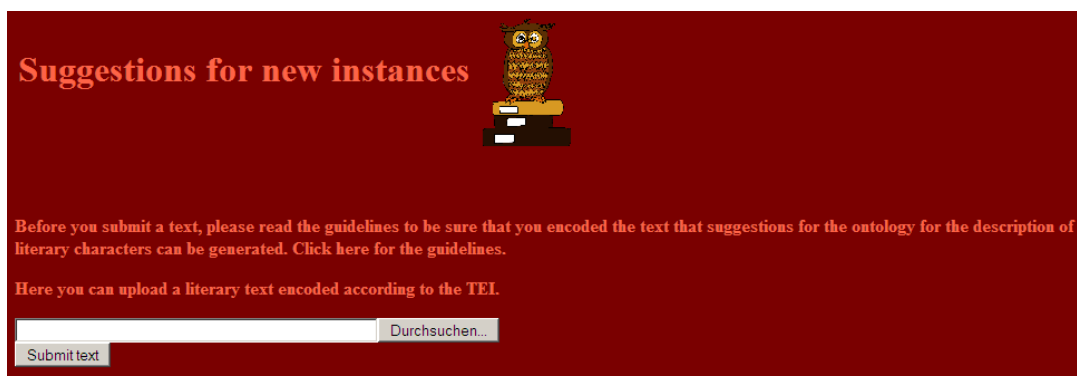 Suggestions for new instances
Before you submit a text, please read the guidelines to be sure that you encoded the text that suggestions for the ontology for the description of
literary characters can be generated. Click here for the guidelines.
Here you can upload a literary text encoded according to the TEI.
Durchsuchen...
Submit text